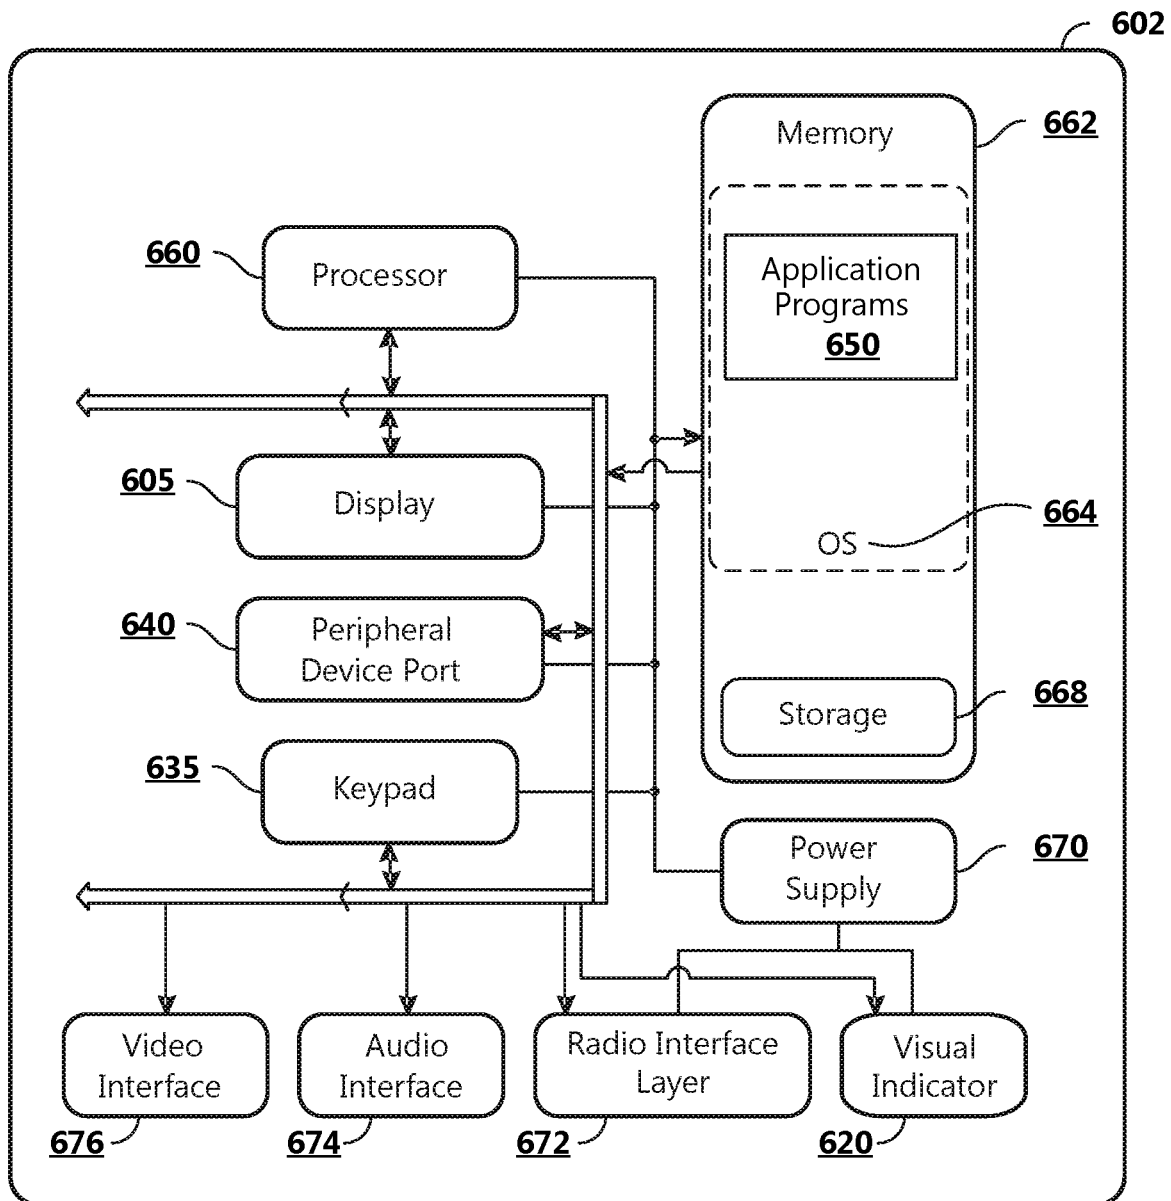 602
Memory
662
Application
Programs
650
660
Processor
605
Display
OS
664
640
Peripheral
Device Port
Storage
668
635
Keypad
Power
Supply
670
Video
Interface
676
Audio
Interface
674
Radio Interface
Layer
672
Visual
Indicator
620